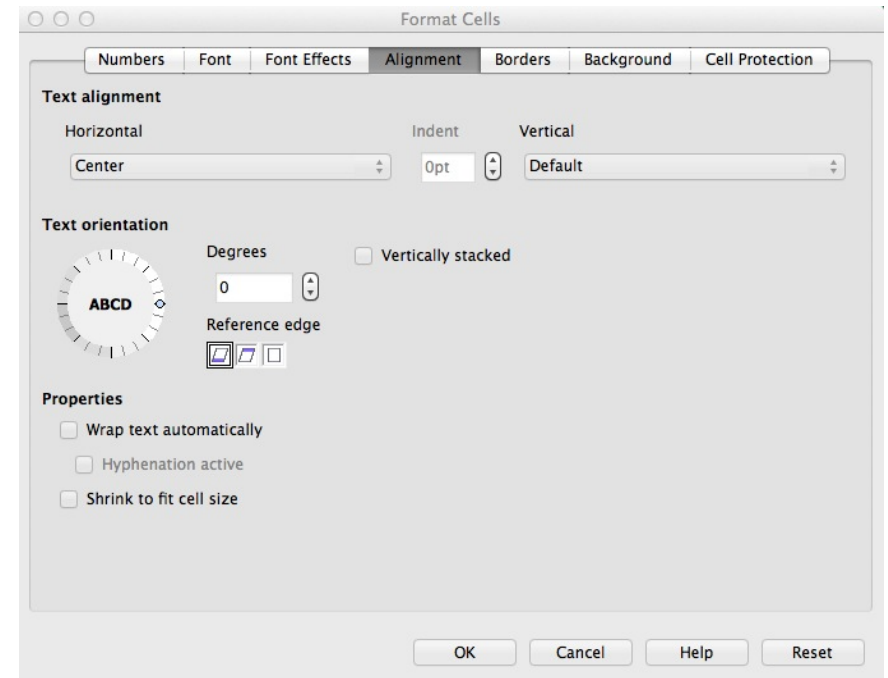 Format Cells
Numbers Font Font Effects Alignment Borders Background Cell Protection
Text alignment
Horizontal Indent Vertical
Center 0pt Default
Text orientation
Degrees Vertically stacked
0
ABCD
Reference edge
Properties
Wrap text automatically
Hyphenation active
Shrink to fit cell size
OK Cancel Help Reset